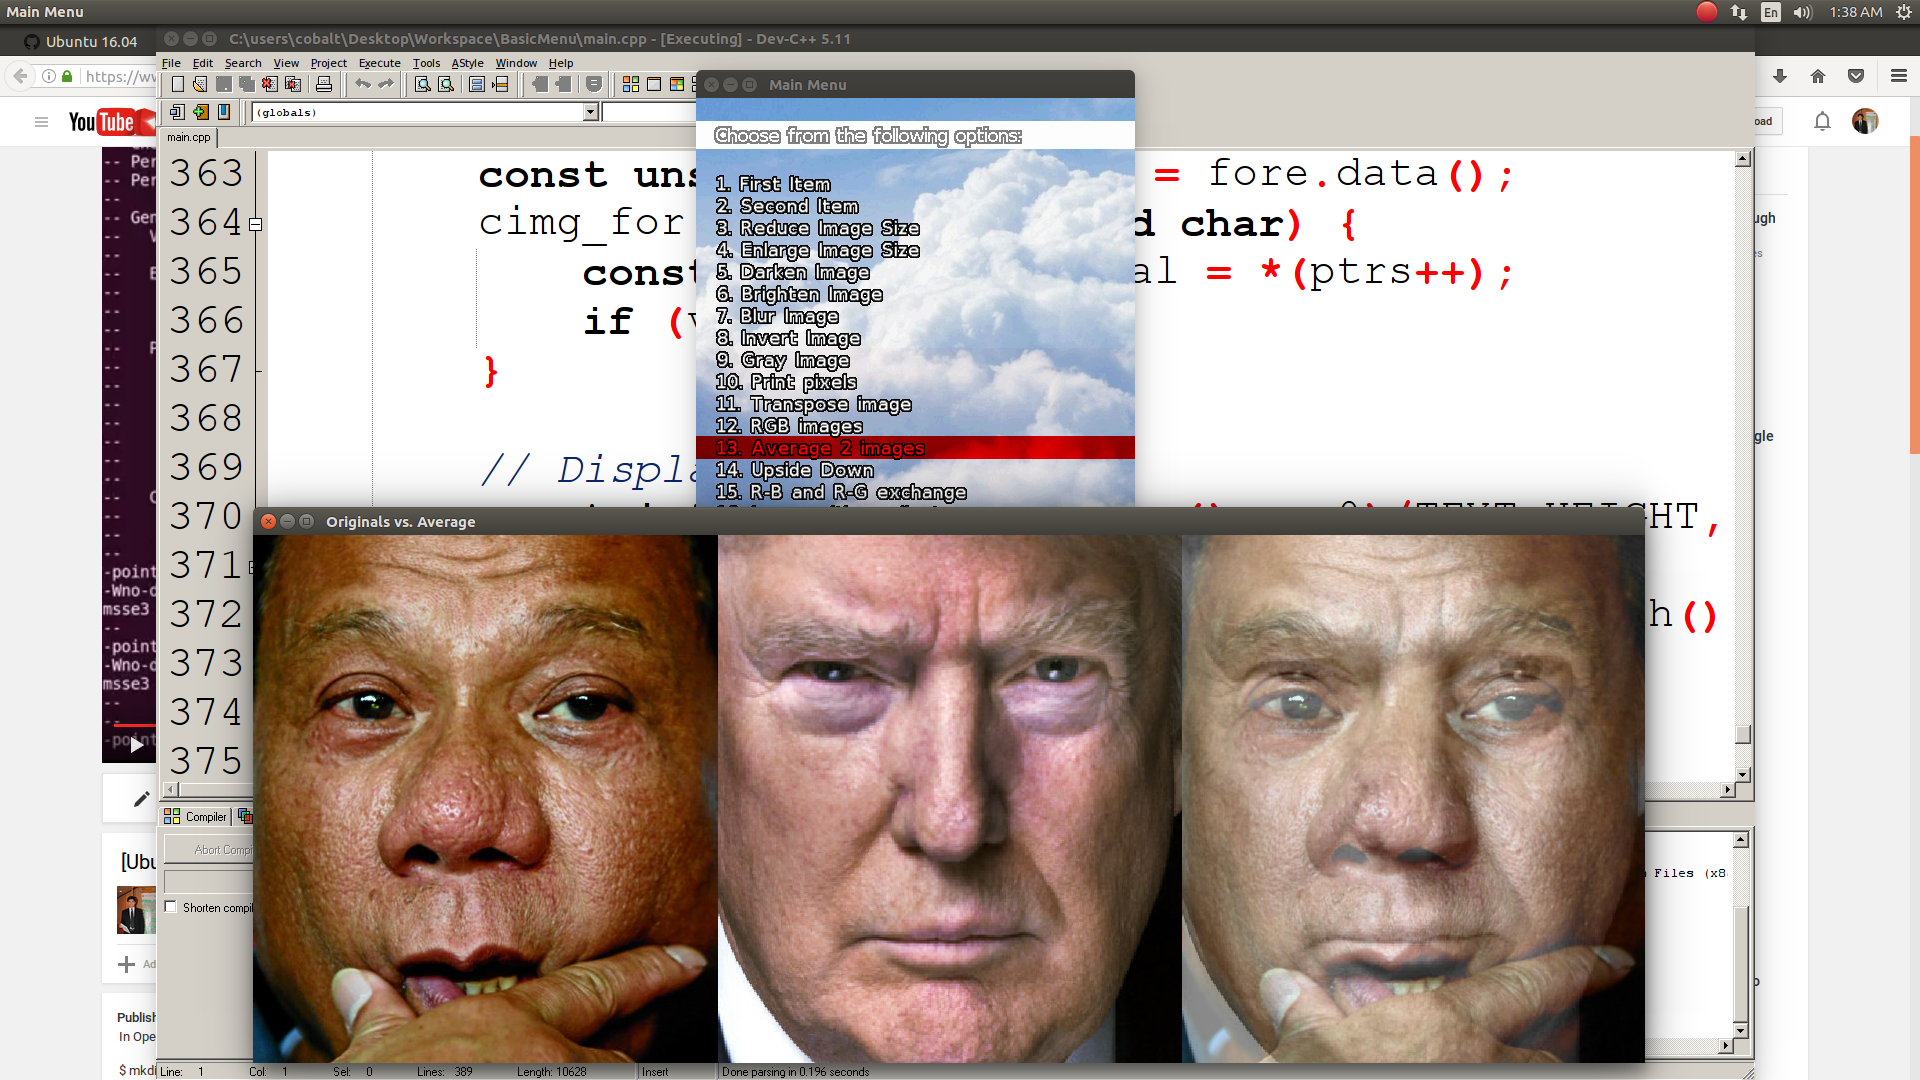 Main Menu
En
1:38 AM
Ubuntu 16.04
C:\users\cobalt\Desktop\Workspace\BasicMenu\main.cpp - [Executing] - Dev-C++ 5.11
File Edit Search View Project Execute Tools AStyle Window Help
https://w
(globals)
YouTube
main.cpp
Main Menu
Choose from the following options:
1. First Item
2. Second Item
3. Reduce Image Size
4. Enlarge Image Size
5. Darken Image
6. Brighten Image
7. Blur Image
8. Invert Image
9. Gray Image
10. Print pixels
11. Transpose image
12. RGB images
13. Average 2 images
14. Upside Down
15. R-B and R-G exchange
363 const uns = fore.data();
364 cimg_for d char) {
365 const al = *(ptrs++);
366 if (
367 }
368
369 // Displa
370 TEXT_HEIGHT,
371
372 h()
373
374
375
Originals vs. Average
-- Per
-- Per
--
-- Gen
-point
-Wno-d
msse3
--
-point
-Wno-d
msse3
--
-point
oad
ugh
es
gle
Compiler
Abort Compi
Shorten compil
n Files (x8
[Ubu
Ad
Publish
In Ope
$ mkdi
Line: 1 Col: 1 Sel: 0 Lines: 389 Length: 10628 Insert Done parsing in 0.196 seconds